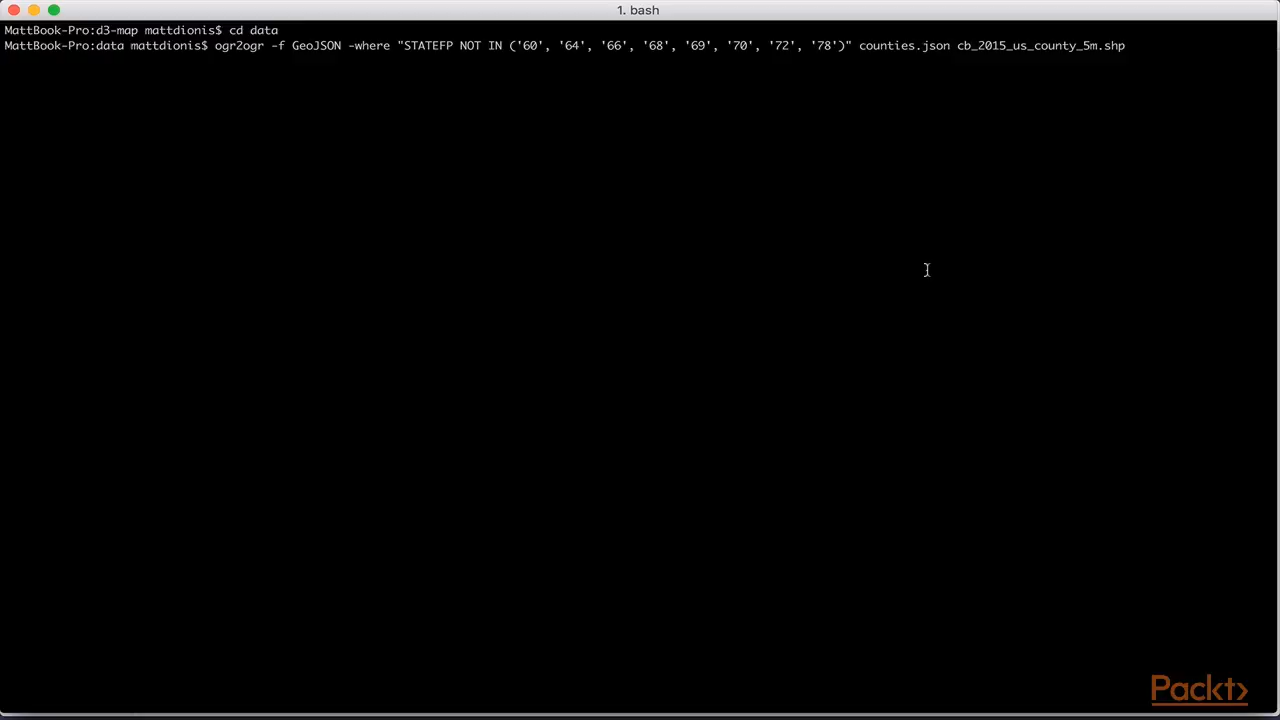 1. bash
MattBook-Pro:d3-map mattdionis$ cd data
MattBook-Pro:data mattdionis$ ogr2ogr -f GeoJSON -where "STATEFP NOT IN ('60', '64', '66', '68', '69', '70', '72', '78')" counties.json cb_2015_us_county_5m.shp
Packt>